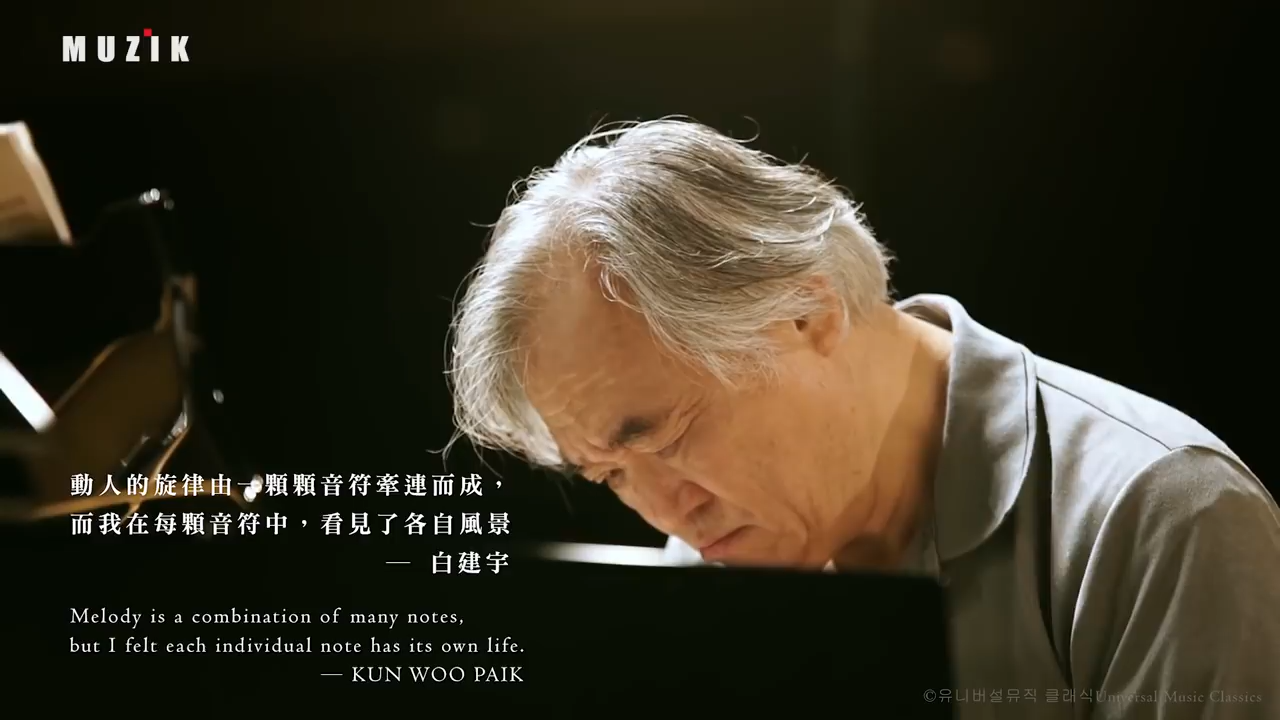 MUZIK
動人的旋律由一顆顆音符牽連而成，
而我在每顆音符中，看見了各自風景
— 白建宇
Melody is a combination of many notes,
but I felt each individual note has its own life.
— KUN WOO PAIK
©유니버설뮤직 클래식Universal Music Classics